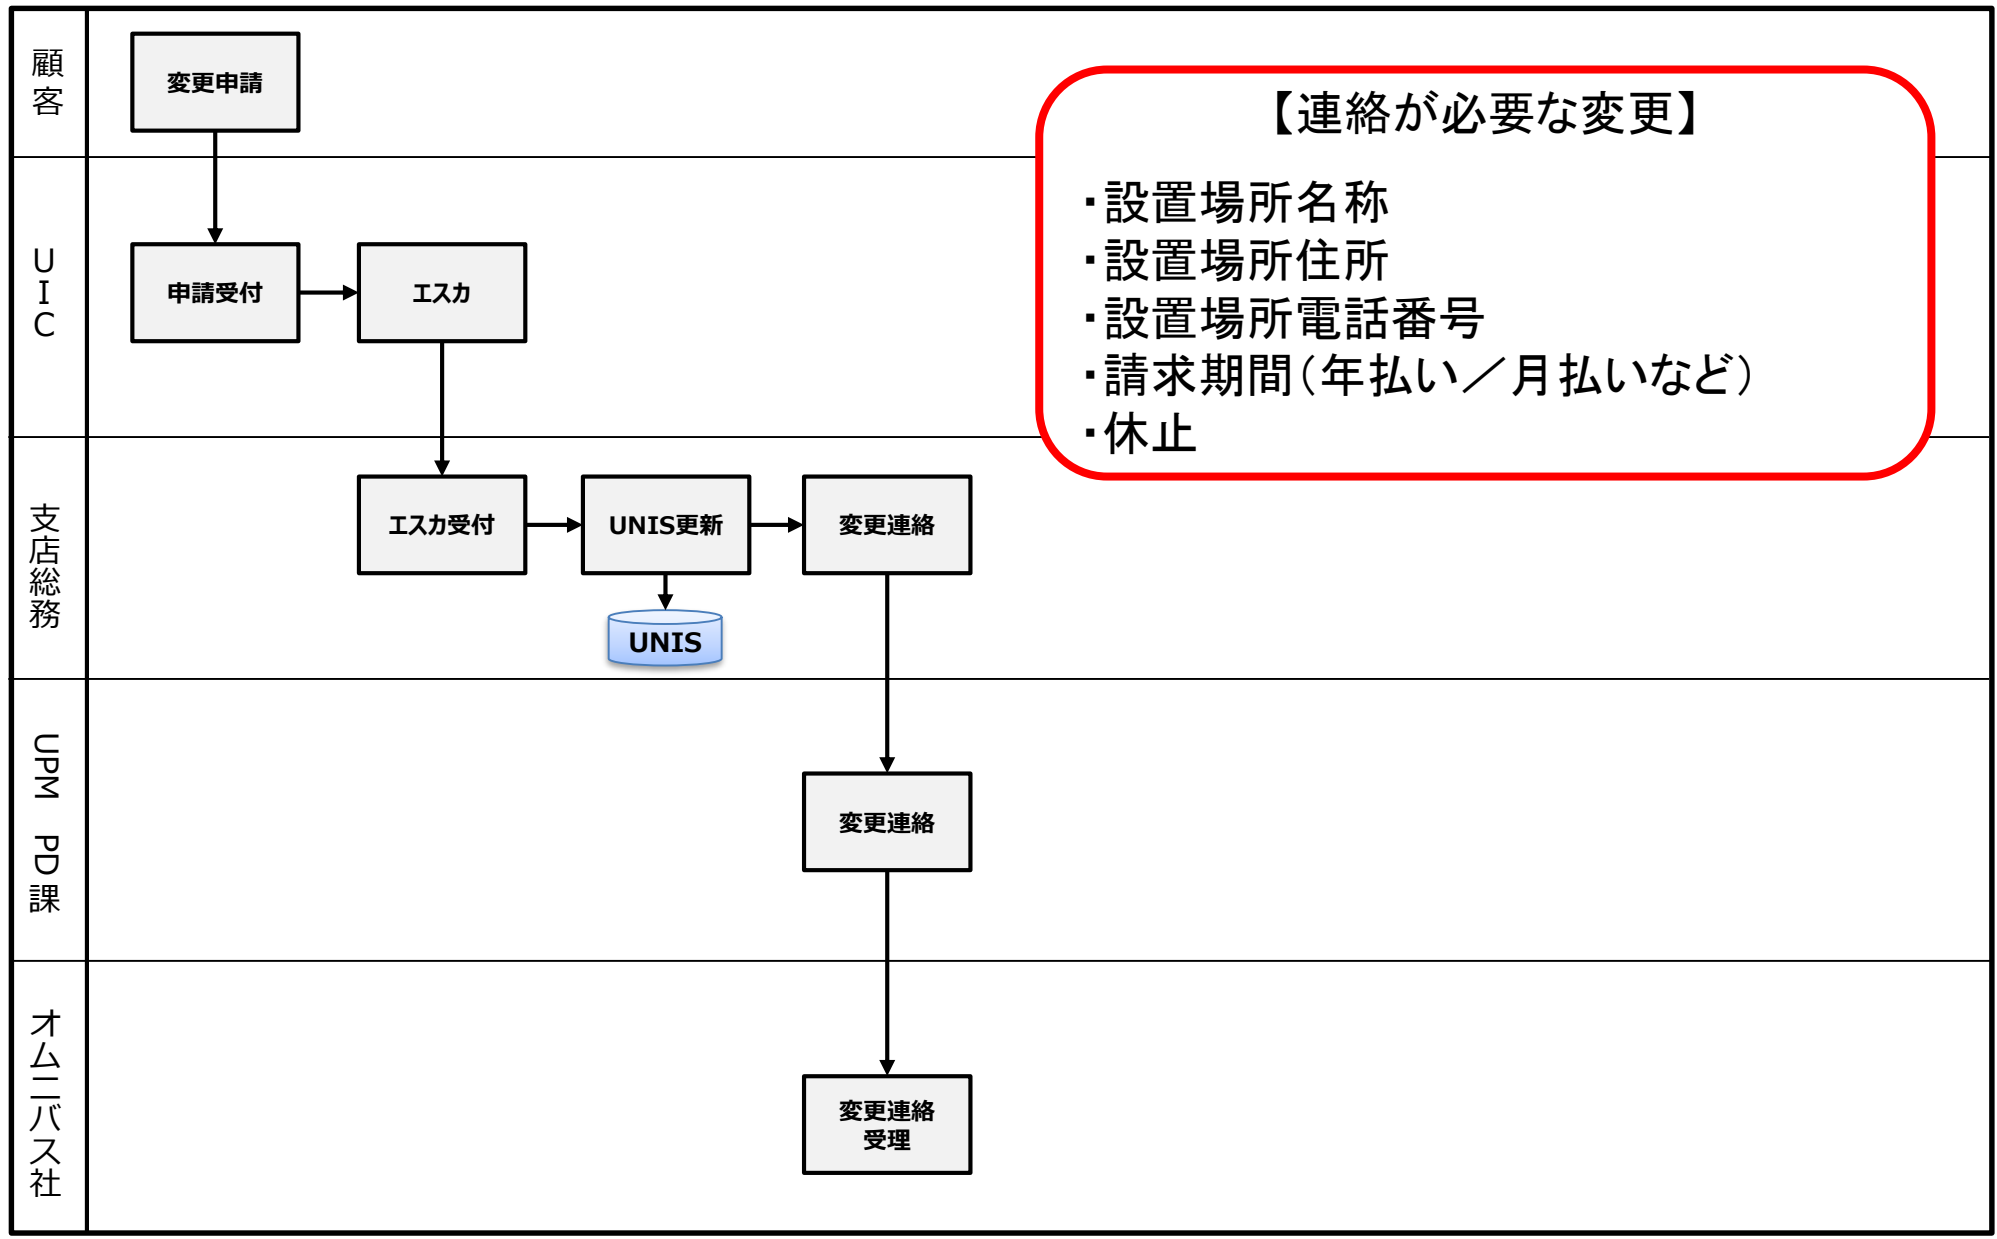 顧客
変更申請
【連絡が必要な変更】
・設置場所名称
・設置場所住所
・設置場所電話番号
・請求期間（年払い／月払いなど）
・休止
UIC
申請受付
エスカ
支店総務
エスカ受付
UNIS更新
変更連絡
UNIS
UPM PD課
変更連絡
オムニバス社
変更連絡
受理